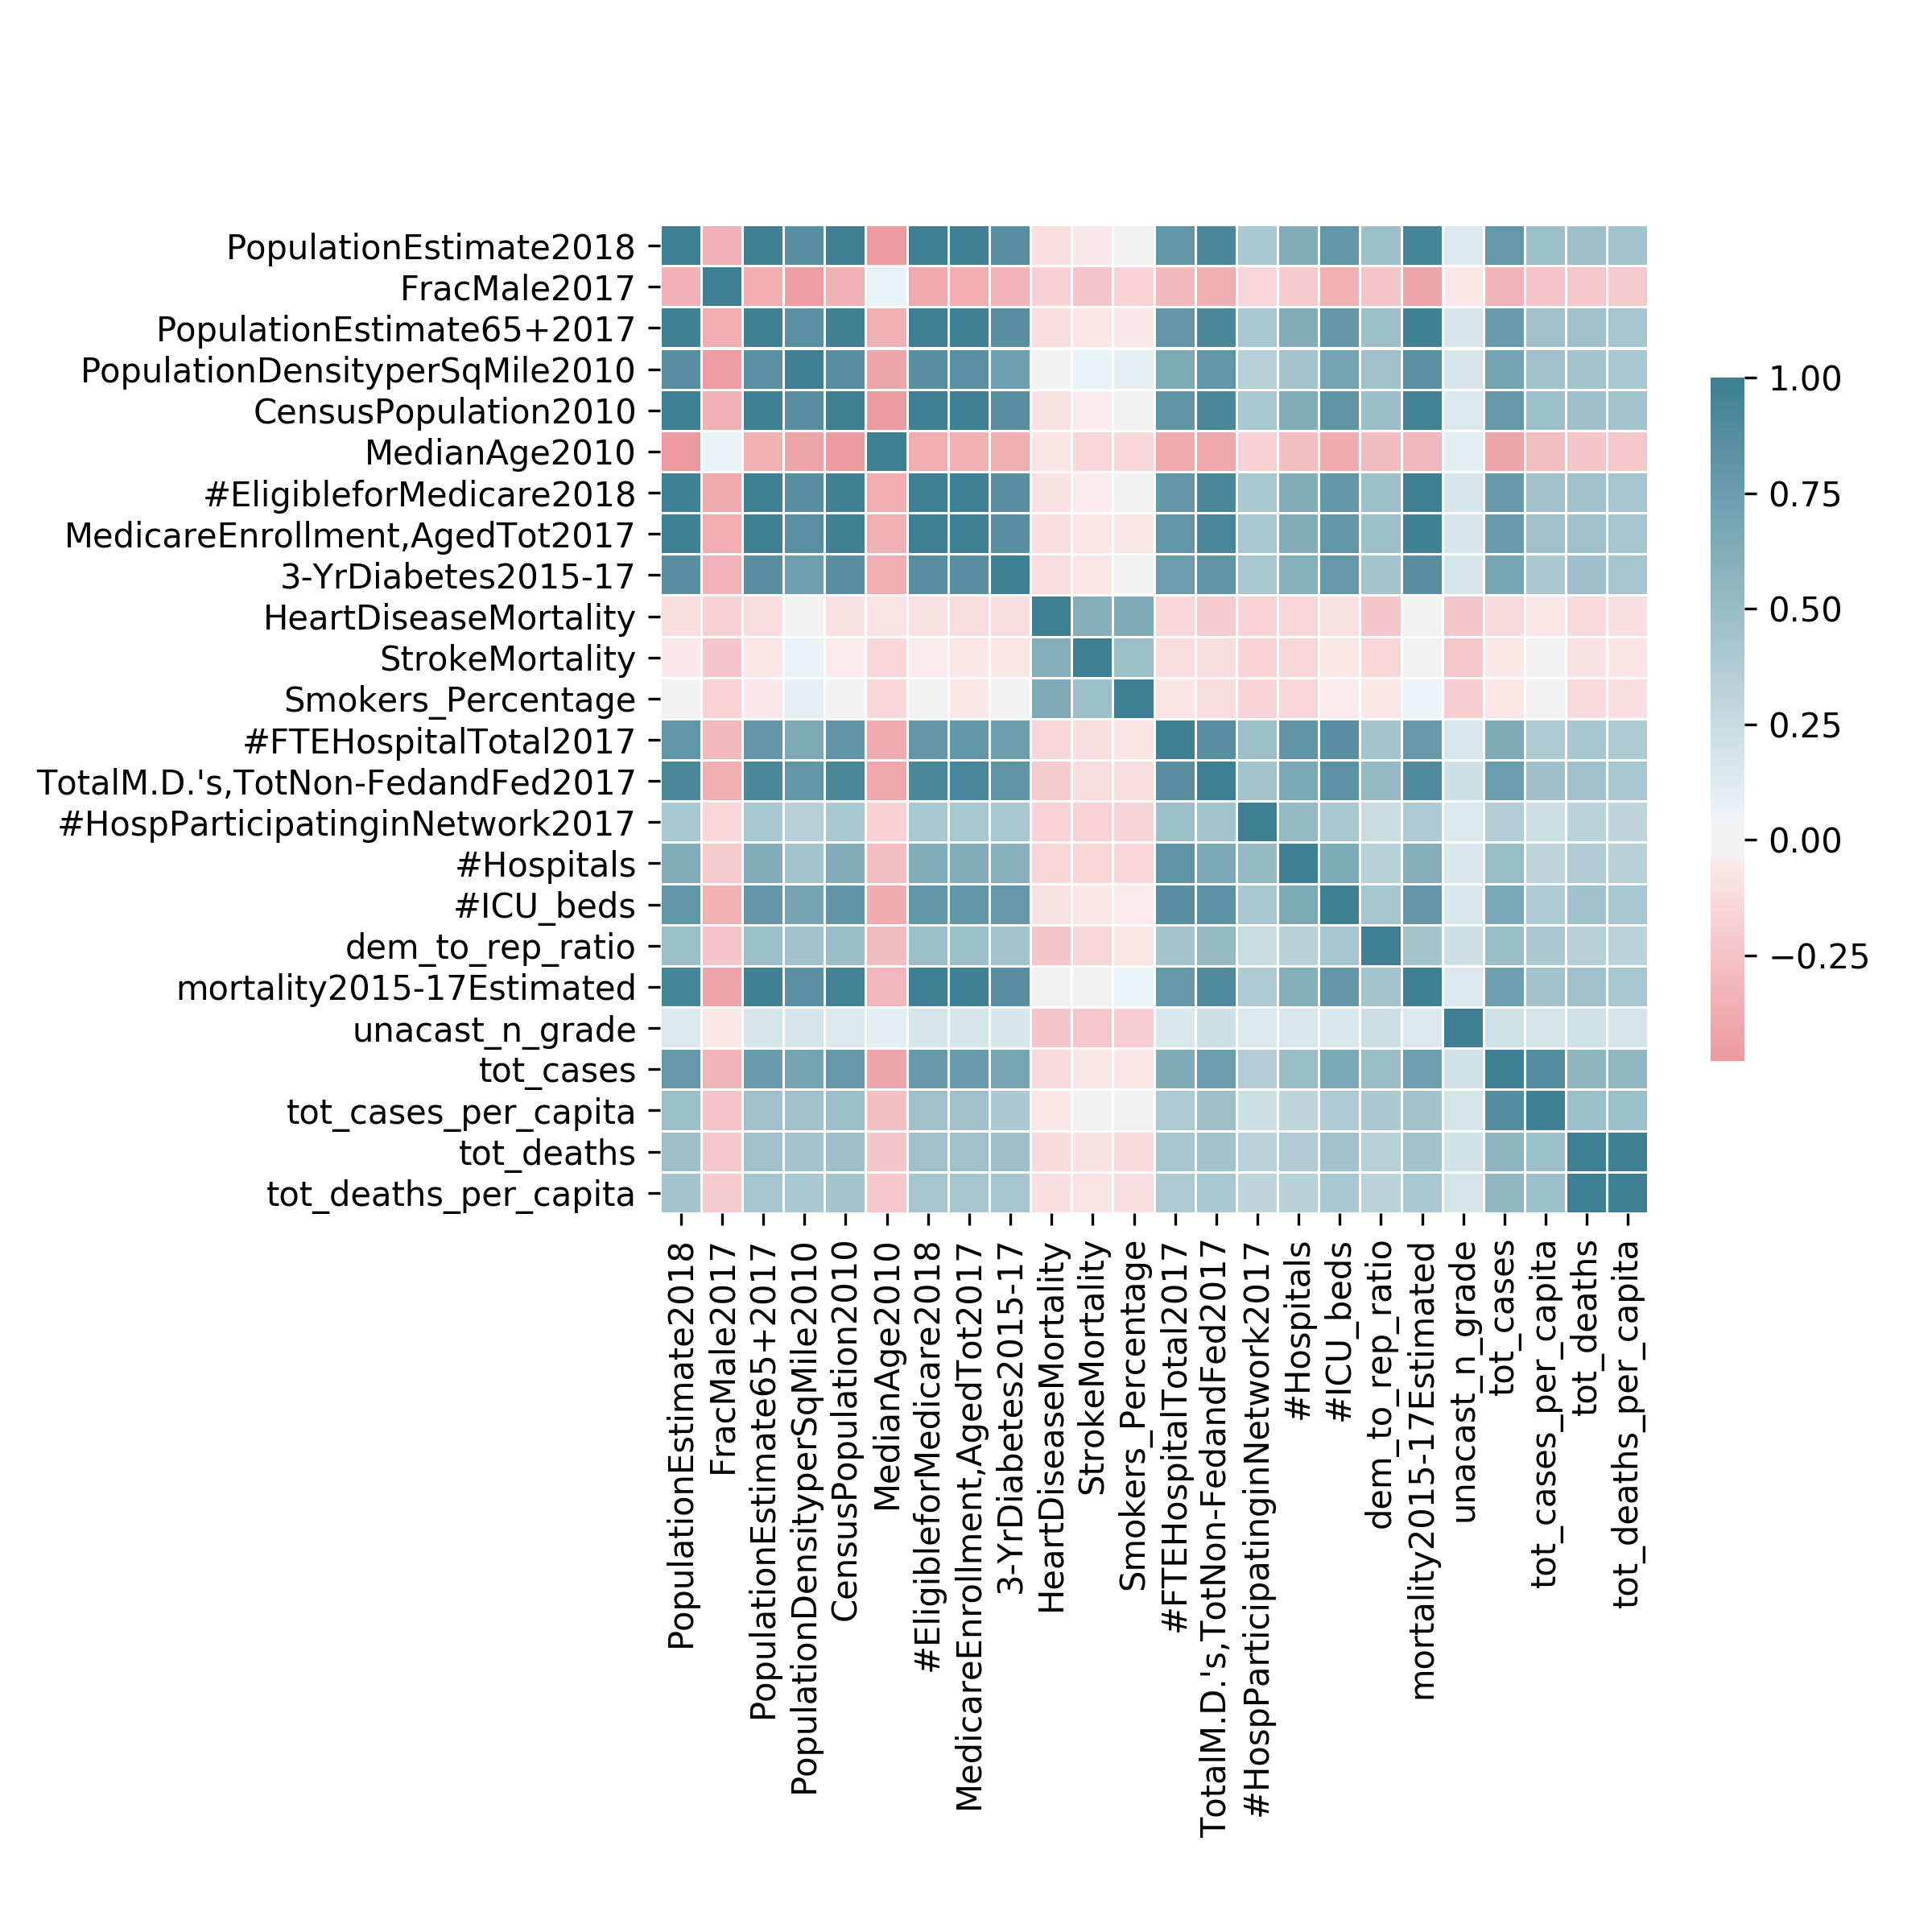 PopulationEstimate2018
FracMale2017
PopulationEstimate65+2017
PopulationDensityperSqMile2010
CensusPopulation2010
MedianAge2010
#EligibleforMedicare2018
MedicareEnrollment,AgedTot2017
3-YrDiabetes2015-17
HeartDiseaseMortality
StrokeMortality
Smokers_Percentage
#FTEHospitalTotal2017
TotalM.D.'s,TotNon-FedandFed2017
#HospParticipatinginNetwork2017
#Hospitals
#ICU_beds
dem_to_rep_ratio
mortality2015-17Estimated
unacast_n_grade
tot_cases
tot_cases_per_capita
tot_deaths
tot_deaths_per_capita
PopulationEstimate2018
FracMale2017
PopulationEstimate65+2017
PopulationDensityperSqMile2010
CensusPopulation2010
MedianAge2010
#EligibleforMedicare2018
MedicareEnrollment,AgedTot2017
3-YrDiabetes2015-17
HeartDiseaseMortality
StrokeMortality
Smokers_Percentage
#FTEHospitalTotal2017
TotalM.D.'s,TotNon-FedandFed2017
#HospParticipatinginNetwork2017
#Hospitals
#ICU_beds
dem_to_rep_ratio
mortality2015-17Estimated
unacast_n_grade
tot_cases
tot_cases_per_capita
tot_deaths
tot_deaths_per_capita
1.00
0.75
0.50
0.25
0.00
−0.25